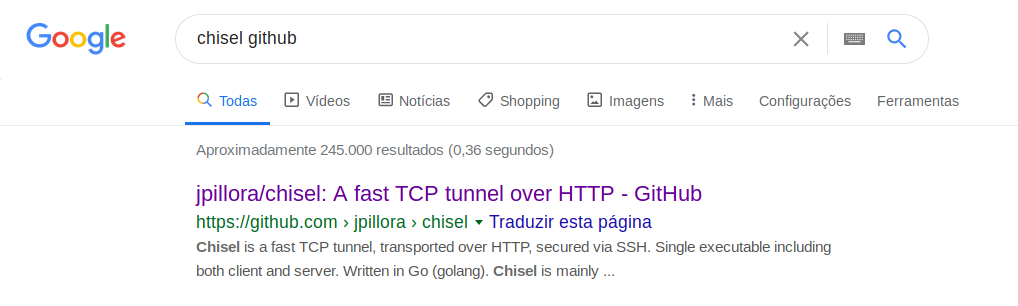 Google
chisel github
Todas Vídeos Notícias Shopping Imagens Mais Configurações Ferramentas
Aproximadamente 245.000 resultados (0,36 segundos)
jpillora/chisel: A fast TCP tunnel over HTTP - GitHub
https://github.com › jpillora › chisel Traduzir esta página
Chisel is a fast TCP tunnel, transported over HTTP, secured via SSH. Single executable including
both client and server. Written in Go (golang). Chisel is mainly ...